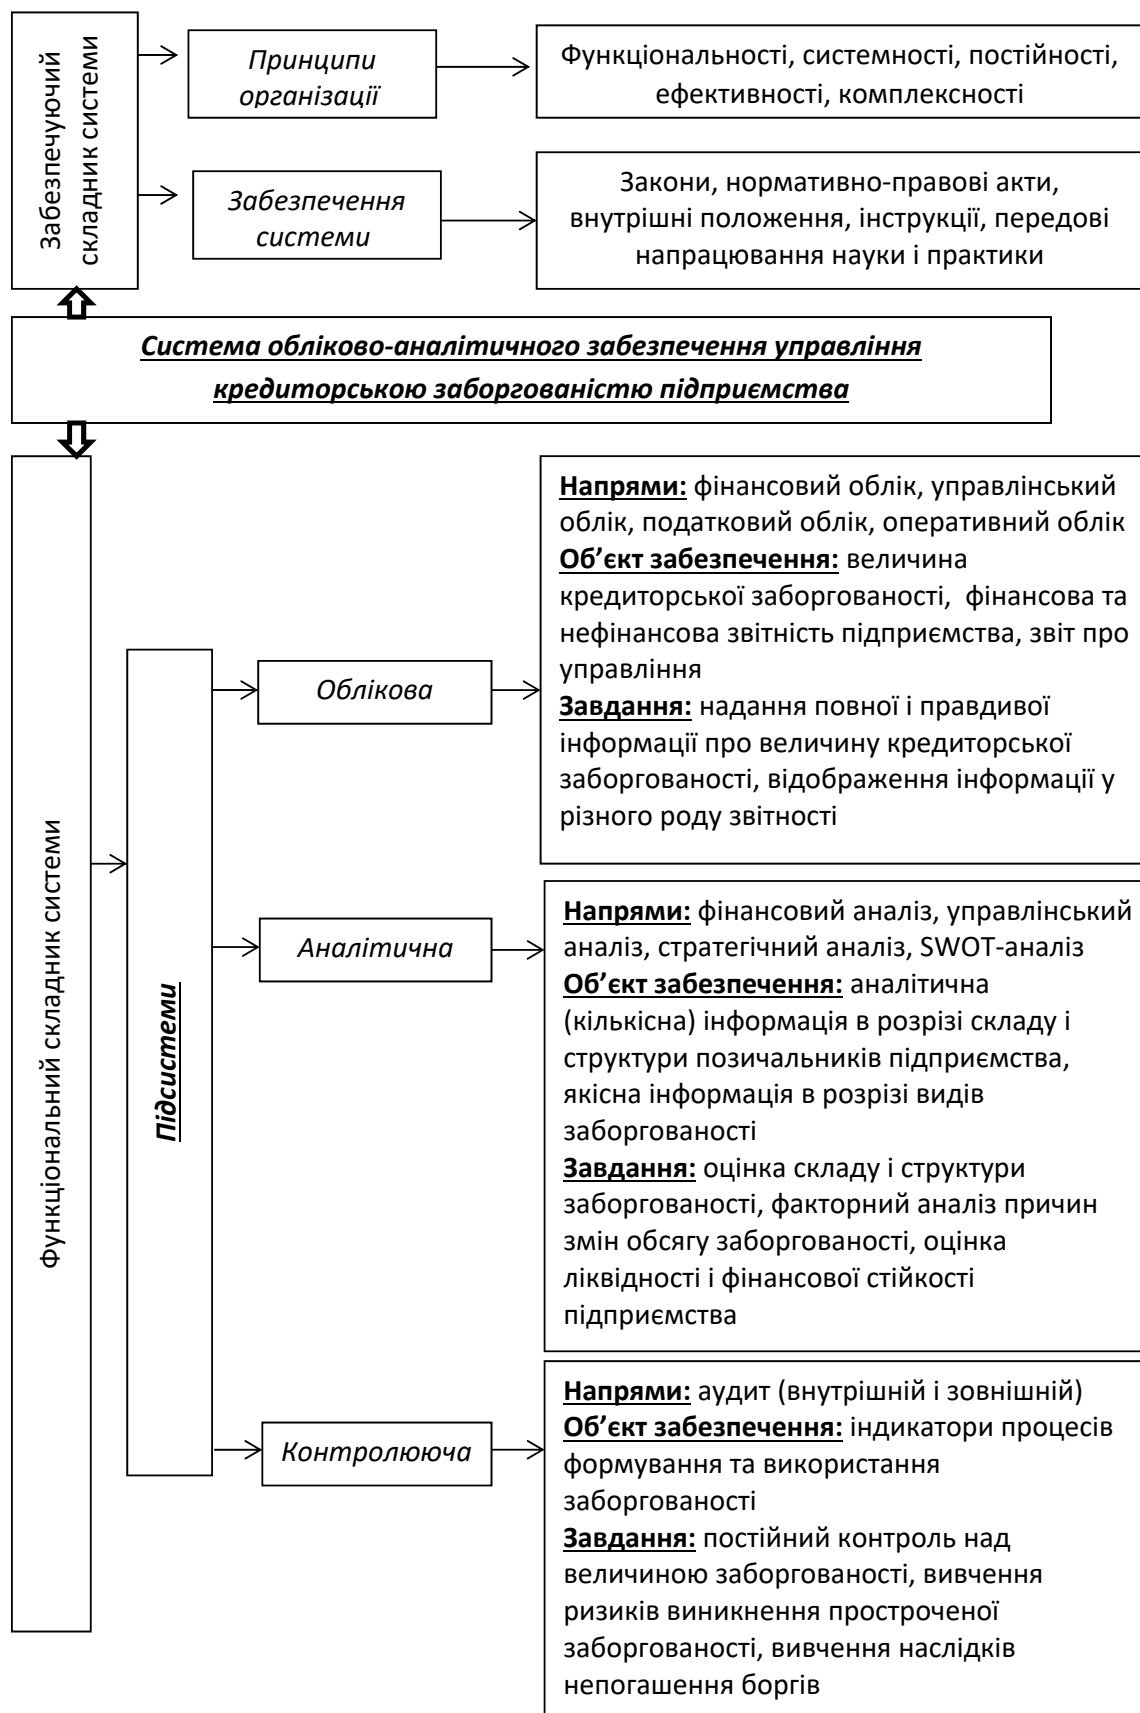 Забезпечуючий
складник системи
Принципи
організації
Функціональності, системності, постійності,
ефективності, комплексності
Забезпечення
системи
Закони, нормативно-правові акти,
внутрішні положення, інструкції, передові
напрацювання науки і практики
Система обліково-аналітичного забезпечення управління
кредиторською заборгованістю підприємства
Функціональний складник системи
Підсистеми
Облікова
Напрями: фінансовий облік, управлінський
облік, податковий облік, оперативний облік
Об’єкт забезпечення: величина
кредиторської заборгованості, фінансова та
нефінансова звітність підприємства, звіт про
управління
Завдання: надання повної і правдивої
інформації про величину кредиторської
заборгованості, відображення інформації у
різного роду звітності
Аналітична
Напрями: фінансовий аналіз, управлінський
аналіз, стратегічний аналіз, SWOT-аналіз
Об’єкт забезпечення: аналітична
(кількісна) інформація в розрізі складу і
структури позичальників підприємства,
якісна інформація в розрізі видів
заборгованості
Завдання: оцінка складу і структури
заборгованості, факторний аналіз причин
змін обсягу заборгованості, оцінка
ліквідності і фінансової стійкості
підприємства
Контролююча
Напрями: аудит (внутрішній і зовнішній)
Об’єкт забезпечення: індикатори процесів
формування та використання
заборгованості
Завдання: постійний контроль над
величиною заборгованості, вивчення
ризиків виникнення простроченої
заборгованості, вивчення наслідків
непогашення боргів